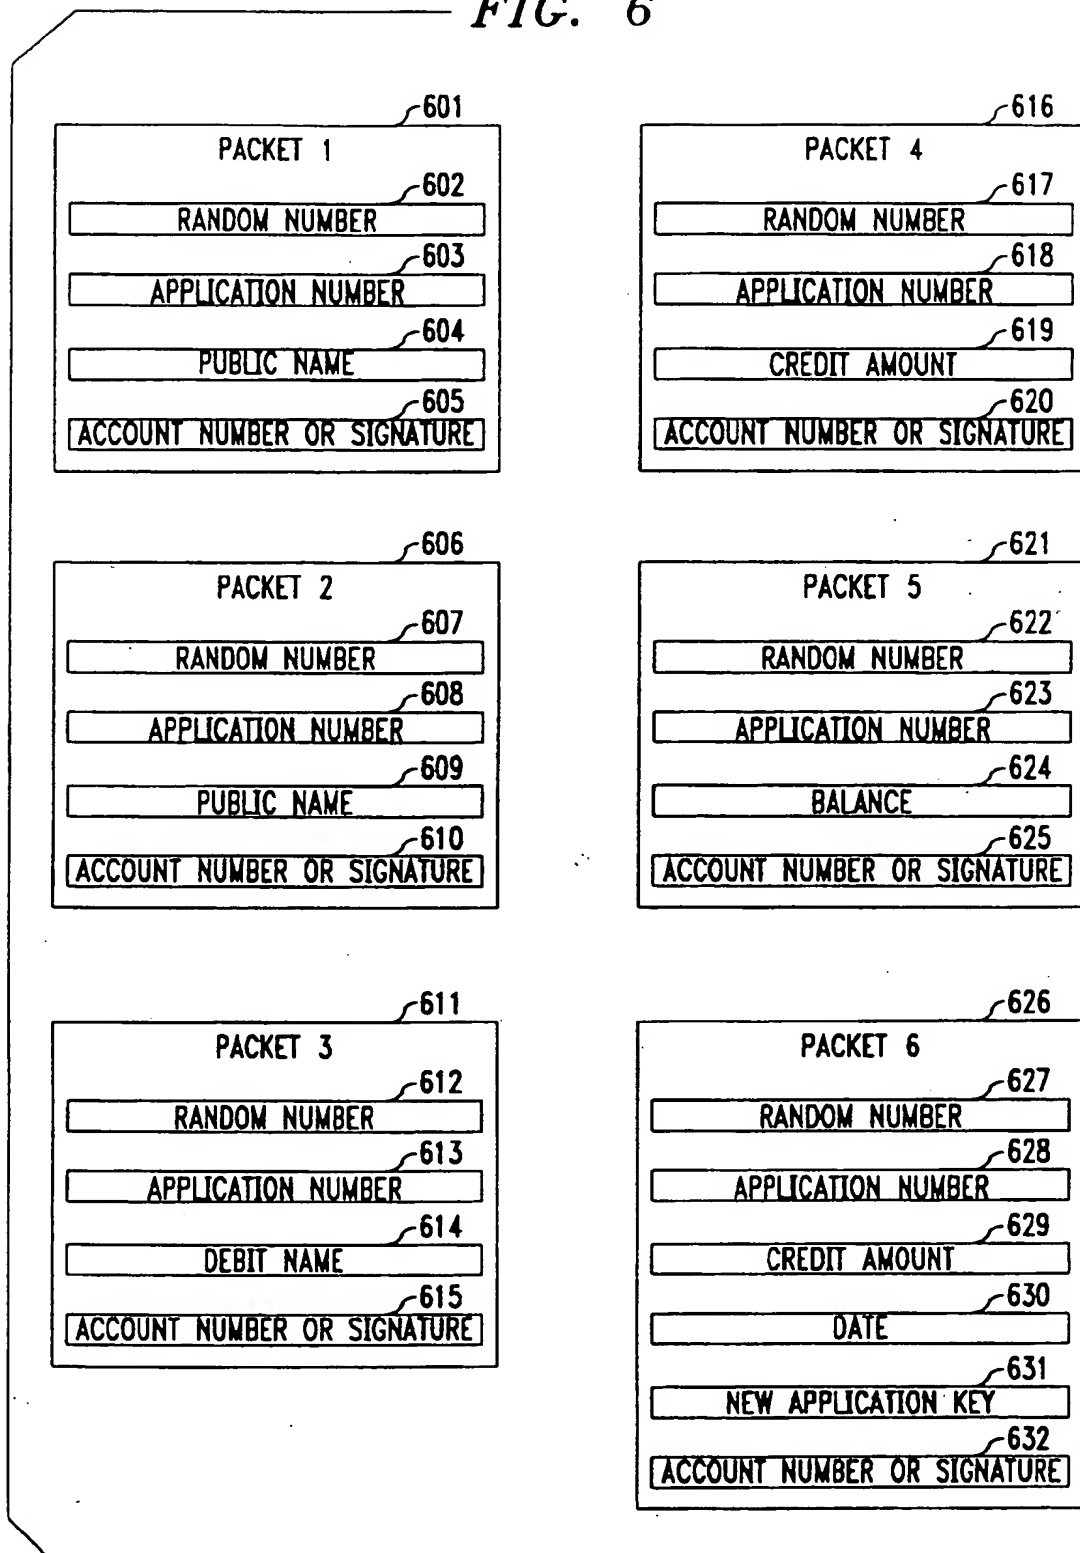 FIG. 6
601
PACKET 1
602
RANDOM NUMBER
603
APPLICATION NUMBER
604
PUBLIC NAME
605
ACCOUNT NUMBER OR SIGNATURE
606
PACKET 2
607
RANDOM NUMBER
608
APPLICATION NUMBER
609
PUBLIC NAME
610
ACCOUNT NUMBER OR SIGNATURE
611
PACKET 3
612
RANDOM NUMBER
613
APPLICATION NUMBER
614
DEBIT NAME
615
ACCOUNT NUMBER OR SIGNATURE
616
PACKET 4
617
RANDOM NUMBER
618
APPLICATION NUMBER
619
CREDIT AMOUNT
620
ACCOUNT NUMBER OR SIGNATURE
621
PACKET 5
622
RANDOM NUMBER
623
APPLICATION NUMBER
624
BALANCE
625
ACCOUNT NUMBER OR SIGNATURE
626
PACKET 6
627
RANDOM NUMBER
628
APPLICATION NUMBER
629
CREDIT AMOUNT
630
DATE
631
NEW APPLICATION KEY
632
ACCOUNT NUMBER OR SIGNATURE